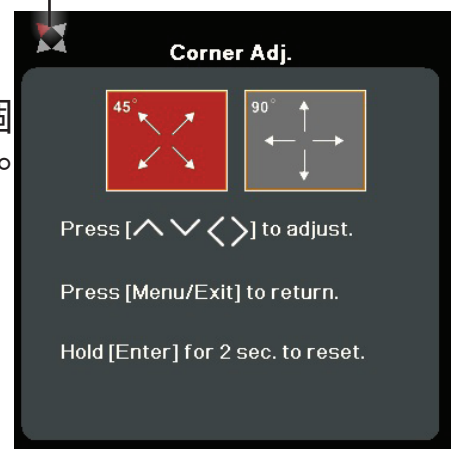 Corner Adj.
45° 90°
個
。
Press [∧ ∨ < >] to adjust.
Press [Menu/Exit] to return.
Hold [Enter] for 2 sec. to reset.